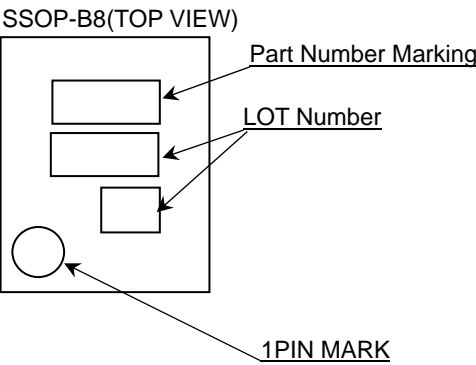 SSOP-B8(TOP VIEW)
Part Number Marking
LOT Number
1PIN MARK